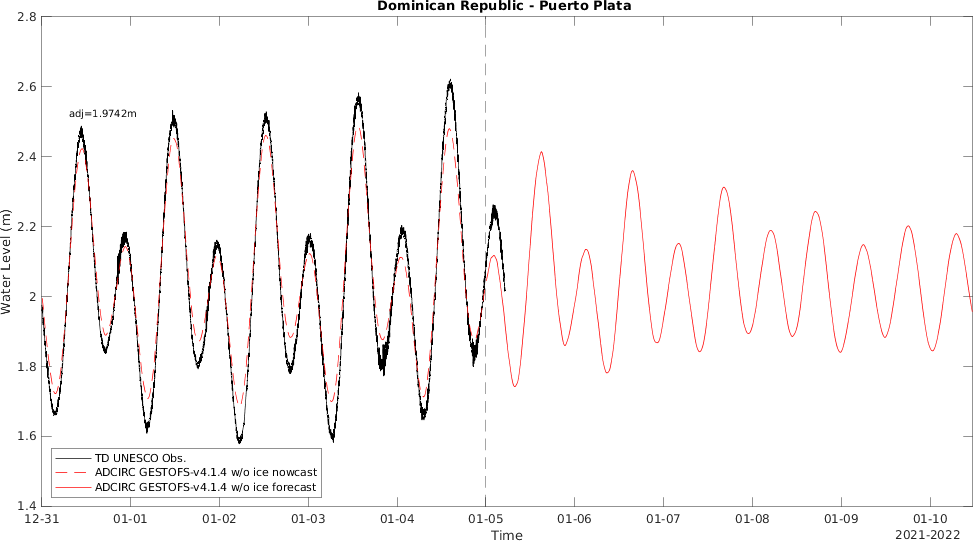 Dominican Republic - Puerto Plata
2.8
2.6
2.4
2.2
2
1.8
1.6
1.4
Water Level (m)
adj=1.9742m
TD UNESCO Obs.
ADCIRC GESTOFS-v4.1.4 w/o ice nowcast
ADCIRC GESTOFS-v4.1.4 w/o ice forecast
12-31 01-01 01-02 01-03 01-04 01-05 01-06 01-07 01-08 01-09 01-10
Time
2021-2022